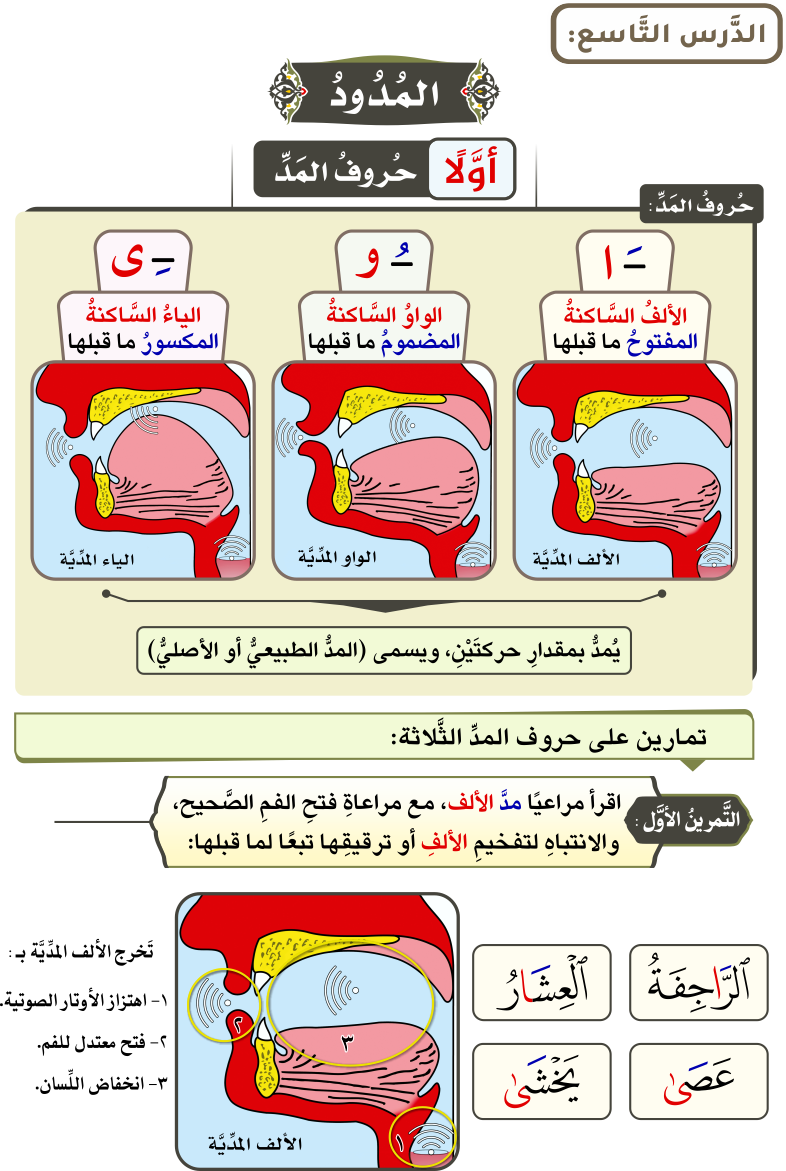 الدَّرس التَّاسع:
المُدُودُ
أوَّلًا حُروفُ المَدِّ
حُروفُ المَدِّ:
ـَ ا
ـُ و
ـِ ى
الألفُ السَّاكنةُ
المفتوحُ ما قبلها
الواوُ السَّاكنةُ
المضمومُ ما قبلها
الياءُ السَّاكنةُ
المكسورُ ما قبلها
الألف المدِّيَّة
الواو المدِّيَّة
الياء المدِّيَّة
يُمدُّ بمقدارِ حركتَيْنِ، ويسمى (المدُّ الطبيعيُّ أو الأصليُّ)
تمارين على حروف المدِّ الثَّلاثة:
التَّمرينُ الأوَّل:
اقرأ مراعيًا مدَّ الألف، مع مراعاةِ فتحِ الفمِ الصَّحيح،
والانتباهِ لتفخيمِ الألفِ أو ترقيقِها تبعًا لما قبلها:
ٱلرَّاجِفَةُ
ٱلْعِشَارُ
عَصَىٰ
يَخْشَىٰ
٣
٢
١
الألف المدِّيَّة
تَخرج الألف المدِّيَّة بـ :
١- اهتزاز الأوتار الصوتية.
٢- فتح معتدل للفم.
٣- انخفاض اللِّسان.